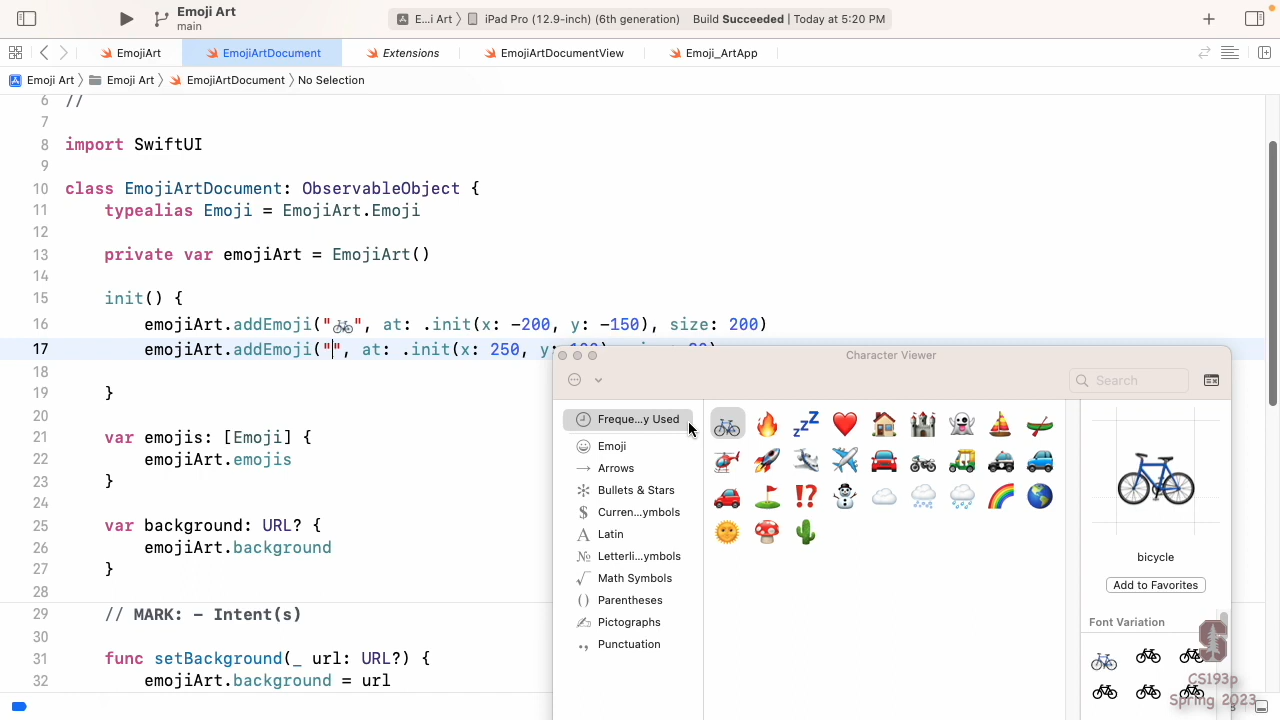 Emoji Art
main
E...i Art 〉 iPad Pro (12.9-inch) (6th generation)
Build Succeeded | Today at 5:20 PM
EmojiArt
EmojiArtDocument
Extensions
EmojiArtDocumentView
Emoji_ArtApp
Emoji Art 〉 Emoji Art 〉 EmojiArtDocument 〉 No Selection
6 //
7
8 import SwiftUI
9
10 class EmojiArtDocument: ObservableObject {
11 typealias Emoji = EmojiArt.Emoji
12
13 private var emojiArt = EmojiArt()
14
15 init() {
16 emojiArt.addEmoji("🚲", at: .init(x: -200, y: -150), size: 200)
17 emojiArt.addEmoji("", at: .init(x: 250, y:
18
19 }
20
21 var emojis: [Emoji] {
22 emojiArt.emojis
23 }
24
25 var background: URL? {
26 emojiArt.background
27 }
28
29 // MARK: - Intent(s)
30
31 func setBackground(_ url: URL?) {
32 emojiArt.background = url
Character Viewer
Search
Freque...y Used
Emoji
Arrows
Bullets & Stars
Curren...ymbols
Latin
Letterli...ymbols
Math Symbols
Parentheses
Pictographs
Punctuation
bicycle
Add to Favorites
Font Variation
CS193p
Spring 2023